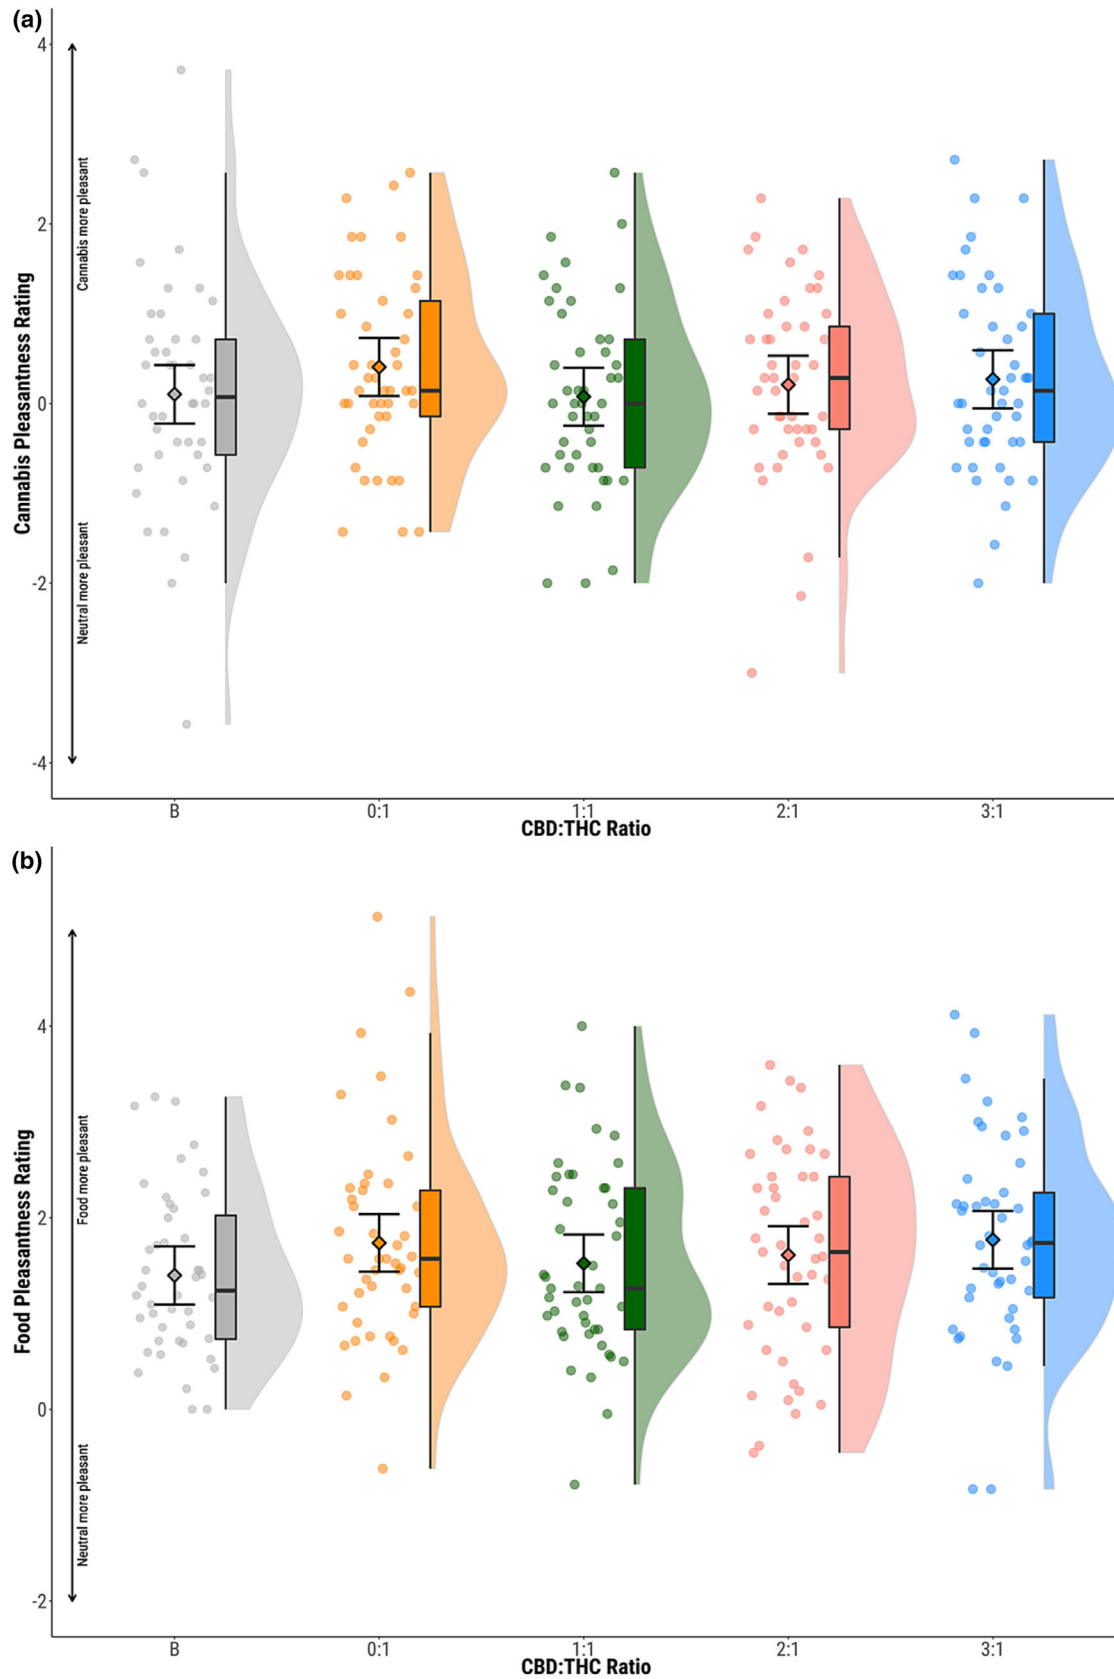 (a)
4
2
0
-2
-4
Cannabis Pleasantness Rating
Cannabis more pleasant
Neutral more pleasant
B 0:1 1:1 2:1 3:1
CBD:THC Ratio
(b)
4
2
0
-2
Food Pleasantness Rating
Food more pleasant
Neutral more pleasant
B 0:1 1:1 2:1 3:1
CBD:THC Ratio